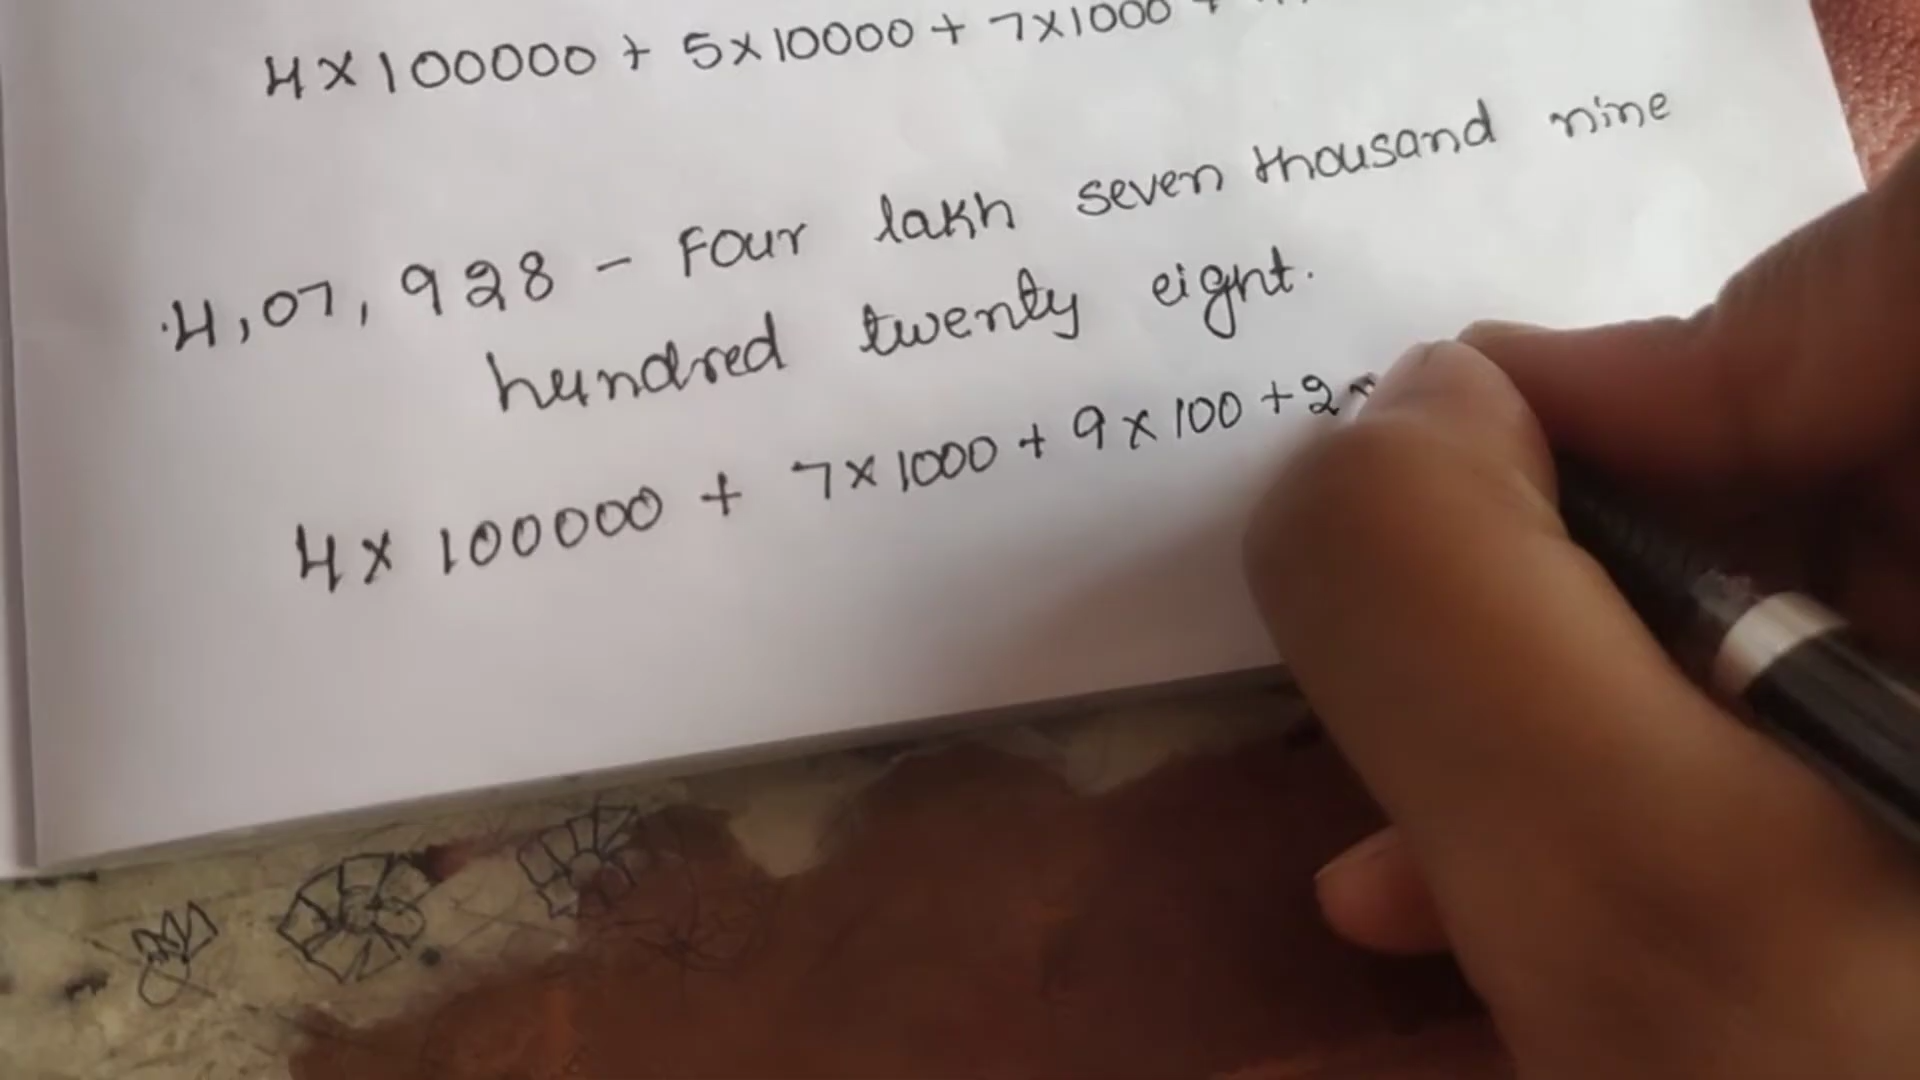 4×100000 + 5×10000 + 7×1000 +
4,07,928 - Four lakh seven thousand nine
hundred twenty eight.
4× 100000 + 7×1000 + 9×100 +2×